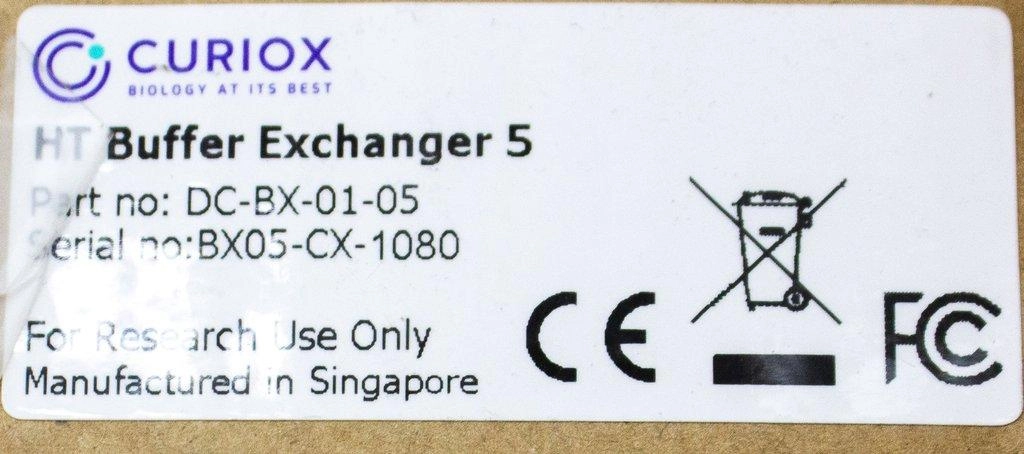 CURIOX
BIOLOGY AT ITS BEST
HT Buffer Exchanger 5
Part no: DC-BX-01-05
Serial no:BX05-CX-1080
For Research Use Only
Manufactured in Singapore
CE
FCC